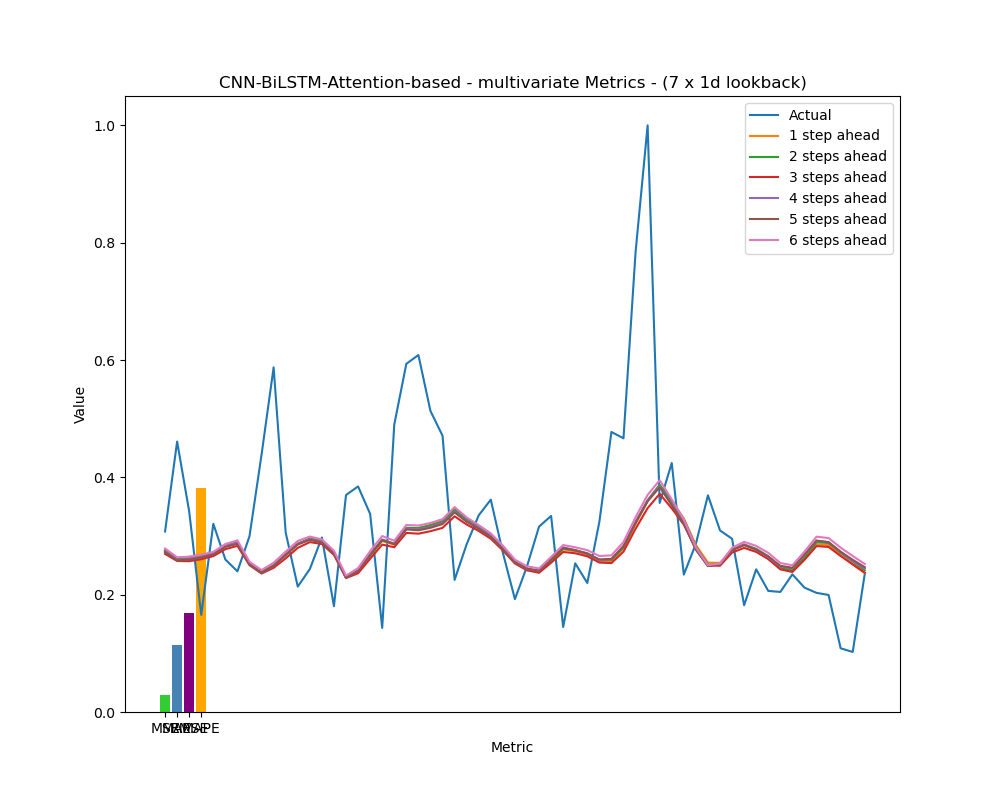 CNN-BiLSTM-Attention-based - multivariate Metrics - (7 x 1d lookback)
Actual
1 step ahead
2 steps ahead
3 steps ahead
4 steps ahead
5 steps ahead
6 steps ahead
1.0
0.8
0.6
0.4
0.2
0.0
Value
Metric